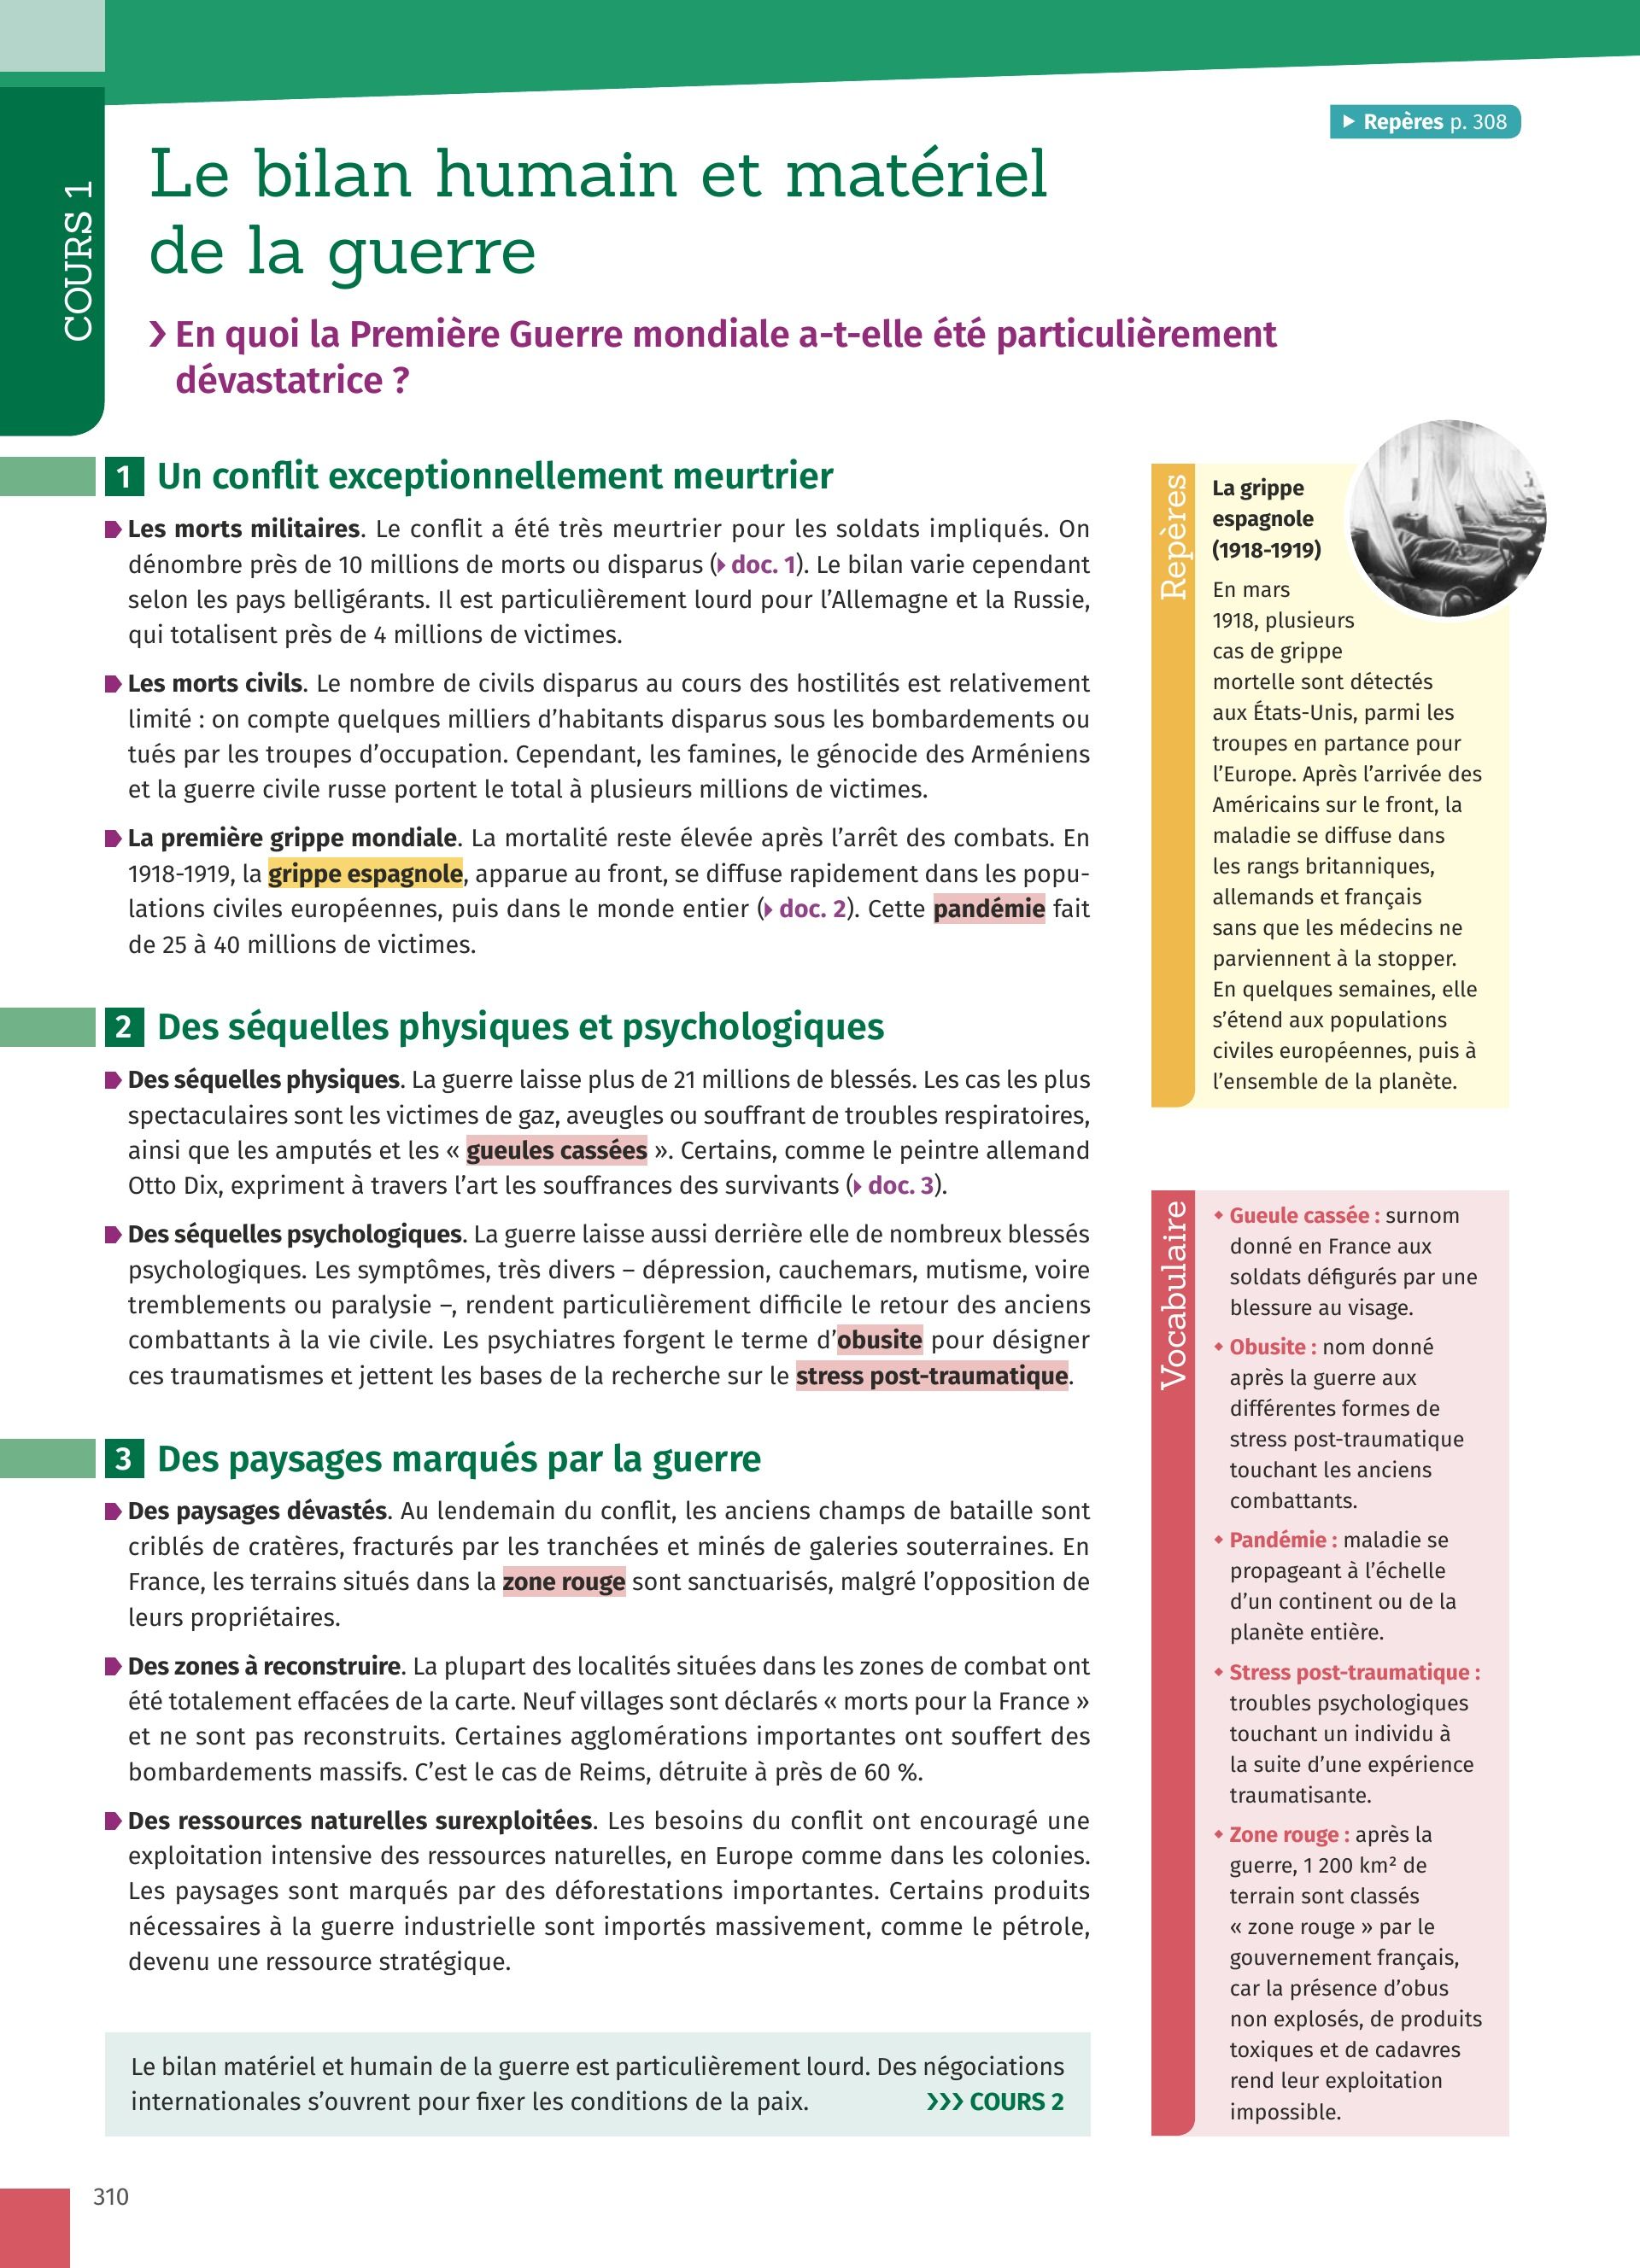 COURS 1
Repères p. 308
Le bilan humain et matériel
de la guerre
En quoi la Première Guerre mondiale a-t-elle été particulièrement
dévastatrice ?
1 Un conflit exceptionnellement meurtrier
Les morts militaires. Le conflit a été très meurtrier pour les soldats impliqués. On
dénombre près de 10 millions de morts ou disparus (doc. 1). Le bilan varie cependant
selon les pays belligérants. Il est particulièrement lourd pour l’Allemagne et la Russie,
qui totalisent près de 4 millions de victimes.
Les morts civils. Le nombre de civils disparus au cours des hostilités est relativement
limité : on compte quelques milliers d’habitants disparus sous les bombardements ou
tués par les troupes d’occupation. Cependant, les famines, le génocide des Arméniens
et la guerre civile russe portent le total à plusieurs millions de victimes.
La première grippe mondiale. La mortalité reste élevée après l’arrêt des combats. En
1918-1919, la grippe espagnole, apparue au front, se diffuse rapidement dans les popu-
lations civiles européennes, puis dans le monde entier (doc. 2). Cette pandémie fait
de 25 à 40 millions de victimes.
2 Des séquelles physiques et psychologiques
Des séquelles physiques. La guerre laisse plus de 21 millions de blessés. Les cas les plus
spectaculaires sont les victimes de gaz, aveugles ou souffrant de troubles respiratoires,
ainsi que les amputés et les « gueules cassées ». Certains, comme le peintre allemand
Otto Dix, expriment à travers l’art les souffrances des survivants (doc. 3).
Des séquelles psychologiques. La guerre laisse aussi derrière elle de nombreux blessés
psychologiques. Les symptômes, très divers – dépression, cauchemars, mutisme, voire
tremblements ou paralysie –, rendent particulièrement difficile le retour des anciens
combattants à la vie civile. Les psychiatres forgent le terme d’obusite pour désigner
ces traumatismes et jettent les bases de la recherche sur le stress post-traumatique.
3 Des paysages marqués par la guerre
Des paysages dévastés. Au lendemain du conflit, les anciens champs de bataille sont
criblés de cratères, fracturés par les tranchées et minés de galeries souterraines. En
France, les terrains situés dans la zone rouge sont sanctuarisés, malgré l’opposition de
leurs propriétaires.
Des zones à reconstruire. La plupart des localités situées dans les zones de combat ont
été totalement effacées de la carte. Neuf villages sont déclarés « morts pour la France »
et ne sont pas reconstruits. Certaines agglomérations importantes ont souffert des
bombardements massifs. C’est le cas de Reims, détruite à près de 60 %.
Des ressources naturelles surexploitées. Les besoins du conflit ont encouragé une
exploitation intensive des ressources naturelles, en Europe comme dans les colonies.
Les paysages sont marqués par des déforestations importantes. Certains produits
nécessaires à la guerre industrielle sont importés massivement, comme le pétrole,
devenu une ressource stratégique.
Le bilan matériel et humain de la guerre est particulièrement lourd. Des négociations
internationales s’ouvrent pour fixer les conditions de la paix. COURS 2
Repères
La grippe
espagnole
(1918-1919)
En mars
1918, plusieurs
cas de grippe
mortelle sont détectés
aux États-Unis, parmi les
troupes en partance pour
l’Europe. Après l’arrivée des
Américains sur le front, la
maladie se diffuse dans
les rangs britanniques,
allemands et français
sans que les médecins ne
parviennent à la stopper.
En quelques semaines, elle
s’étend aux populations
civiles européennes, puis à
l’ensemble de la planète.
Vocabulaire
Gueule cassée : surnom
donné en France aux
soldats défigurés par une
blessure au visage.
Obusite : nom donné
après la guerre aux
différentes formes de
stress post-traumatique
touchant les anciens
combattants.
Pandémie : maladie se
propageant à l’échelle
d’un continent ou de la
planète entière.
Stress post-traumatique :
troubles psychologiques
touchant un individu à
la suite d’une expérience
traumatisante.
Zone rouge : après la
guerre, 1 200 km² de
terrain sont classés
« zone rouge » par le
gouvernement français,
car la présence d’obus
non explosés, de produits
toxiques et de cadavres
rend leur exploitation
impossible.
310